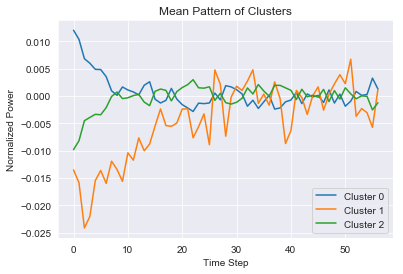 Mean Pattern of Clusters
0.010
0.005
0.000
−0.005
−0.010
−0.015
−0.020
−0.025
Normalized Power
0 10 20 30 40 50
Time Step
Cluster 0
Cluster 1
Cluster 2